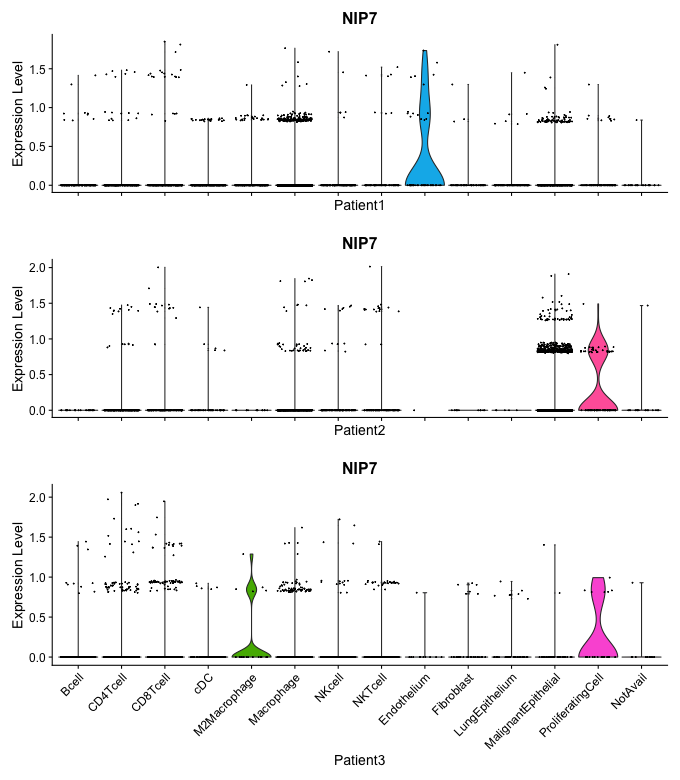 NIP7
Expression Level
1.5
1.0
0.5
0.0
Patient1
NIP7
Expression Level
2.0
1.5
1.0
0.5
0.0
Patient2
NIP7
Expression Level
2.0
1.5
1.0
0.5
0.0
Bcell
CD4Tcell
CD8Tcell
cDC
M2Macrophage
Macrophage
NKcell
NKTcell
Endothelium
Fibroblast
LungEpithelium
MalignantEpithelial
ProliferatingCell
NotAvail
Patient3